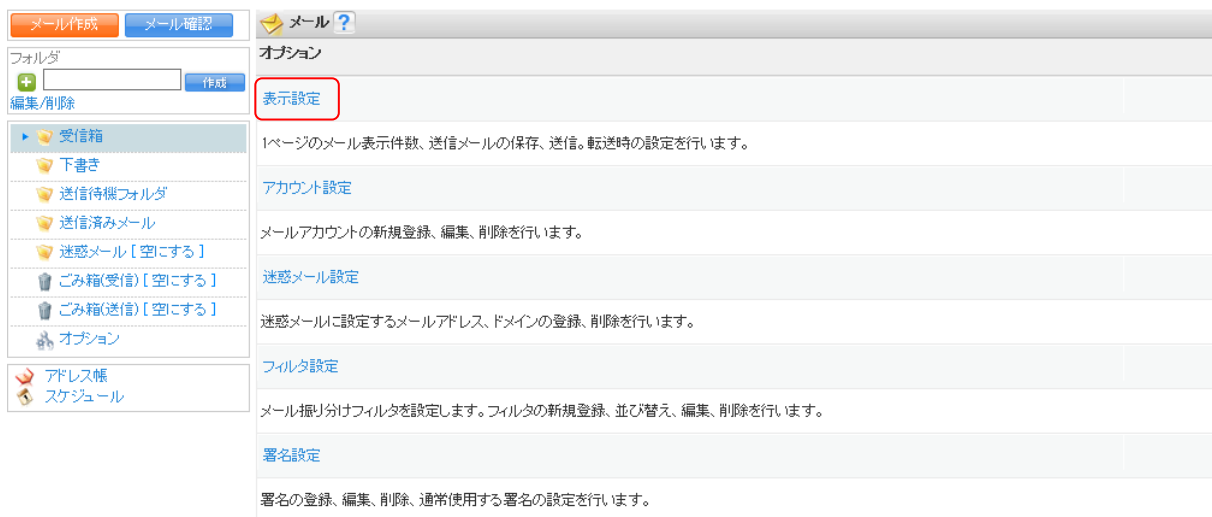 メール作成
メール確認
フォルダ
作成
編集/削除
受信箱
下書き
送信待機フォルダ
送信済みメール
迷惑メール [ 空にする ]
ごみ箱(受信) [ 空にする ]
ごみ箱(送信) [ 空にする ]
オプション
アドレス帳
スケジュール
メール ?
オプション
表示設定
1ページのメール表示件数、送信メールの保存、送信。転送時の設定を行います。
アカウント設定
メールアカウントの新規登録、編集、削除を行います。
迷惑メール設定
迷惑メールに設定するメールアドレス、ドメインの登録、削除を行います。
フィルタ設定
メール振り分けフィルタを設定します。フィルタの新規登録、並び替え、編集、削除を行います。
署名設定
署名の登録、編集、削除、通常使用する署名の設定を行います。